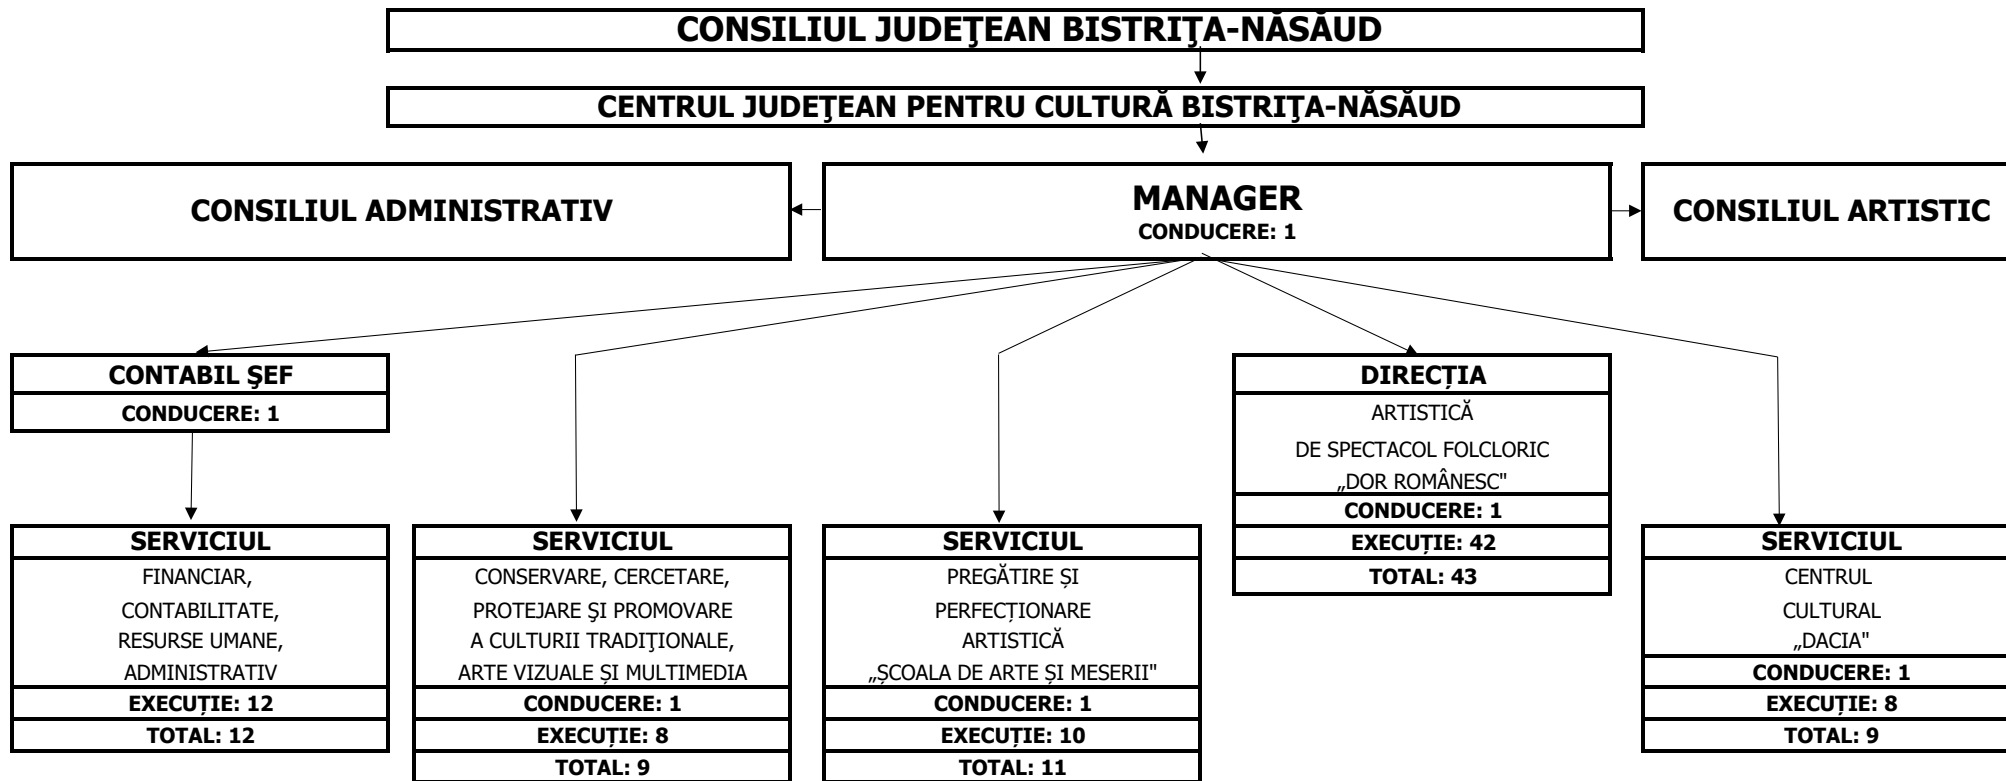 CONSILIUL JUDEŢEAN BISTRIŢA-NĂSĂUD
CENTRUL JUDEŢEAN PENTRU CULTURĂ BISTRIŢA-NĂSĂUD
CONSILIUL ADMINISTRATIV
MANAGER
CONDUCERE: 1
CONSILIUL ARTISTIC
CONTABIL ŞEF
CONDUCERE: 1
DIRECȚIA
ARTISTICĂ
DE SPECTACOL FOLCLORIC
„DOR ROMÂNESC"
CONDUCERE: 1
EXECUȚIE: 42
TOTAL: 43
SERVICIUL
FINANCIAR,
CONTABILITATE,
RESURSE UMANE,
ADMINISTRATIV
EXECUȚIE: 12
TOTAL: 12
SERVICIUL
CONSERVARE, CERCETARE,
PROTEJARE ŞI PROMOVARE
A CULTURII TRADIŢIONALE,
ARTE VIZUALE ȘI MULTIMEDIA
CONDUCERE: 1
EXECUȚIE: 8
TOTAL: 9
SERVICIUL
PREGĂTIRE ȘI
PERFECȚIONARE
ARTISTICĂ
„ȘCOALA DE ARTE ȘI MESERII"
CONDUCERE: 1
EXECUȚIE: 10
TOTAL: 11
SERVICIUL
CENTRUL
CULTURAL
„DACIA"
CONDUCERE: 1
EXECUȚIE: 8
TOTAL: 9